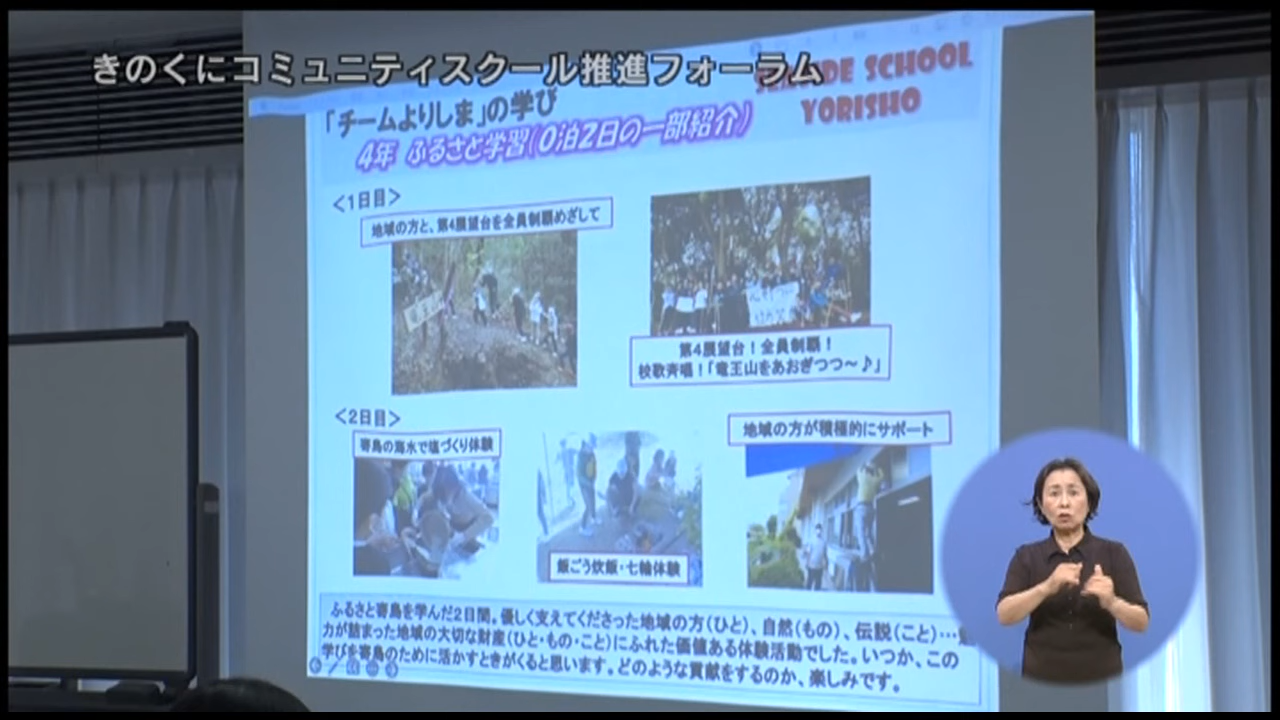 きのくにコミュニティスクール推進フォーラム
SCHOOL
YORISHO
「チームよりしま」の学び
4年 ふるさと学習(0泊2日の一部紹介)
<1日目>
地域の方と、第4展望台を全員制覇めざして
第4展望台!全員制覇!
校歌斉唱!「竜王山をあおぎつつ~♪」
<2日目>
寄島の海水で塩づくり体験
飯ごう炊飯・七輪体験
地域の方が積極的にサポート
ふるさと寄島を学んだ2日間。優しく支えてくださった地域の方(ひと)、自然(もの)、伝説(こと)…
力が詰まった地域の大切な財産(ひと・もの・こと)にふれた価値ある体験活動でした。いつか、この
学びを寄島のために活かすときがくると思います。どのような貢献をするのか、楽しみです。